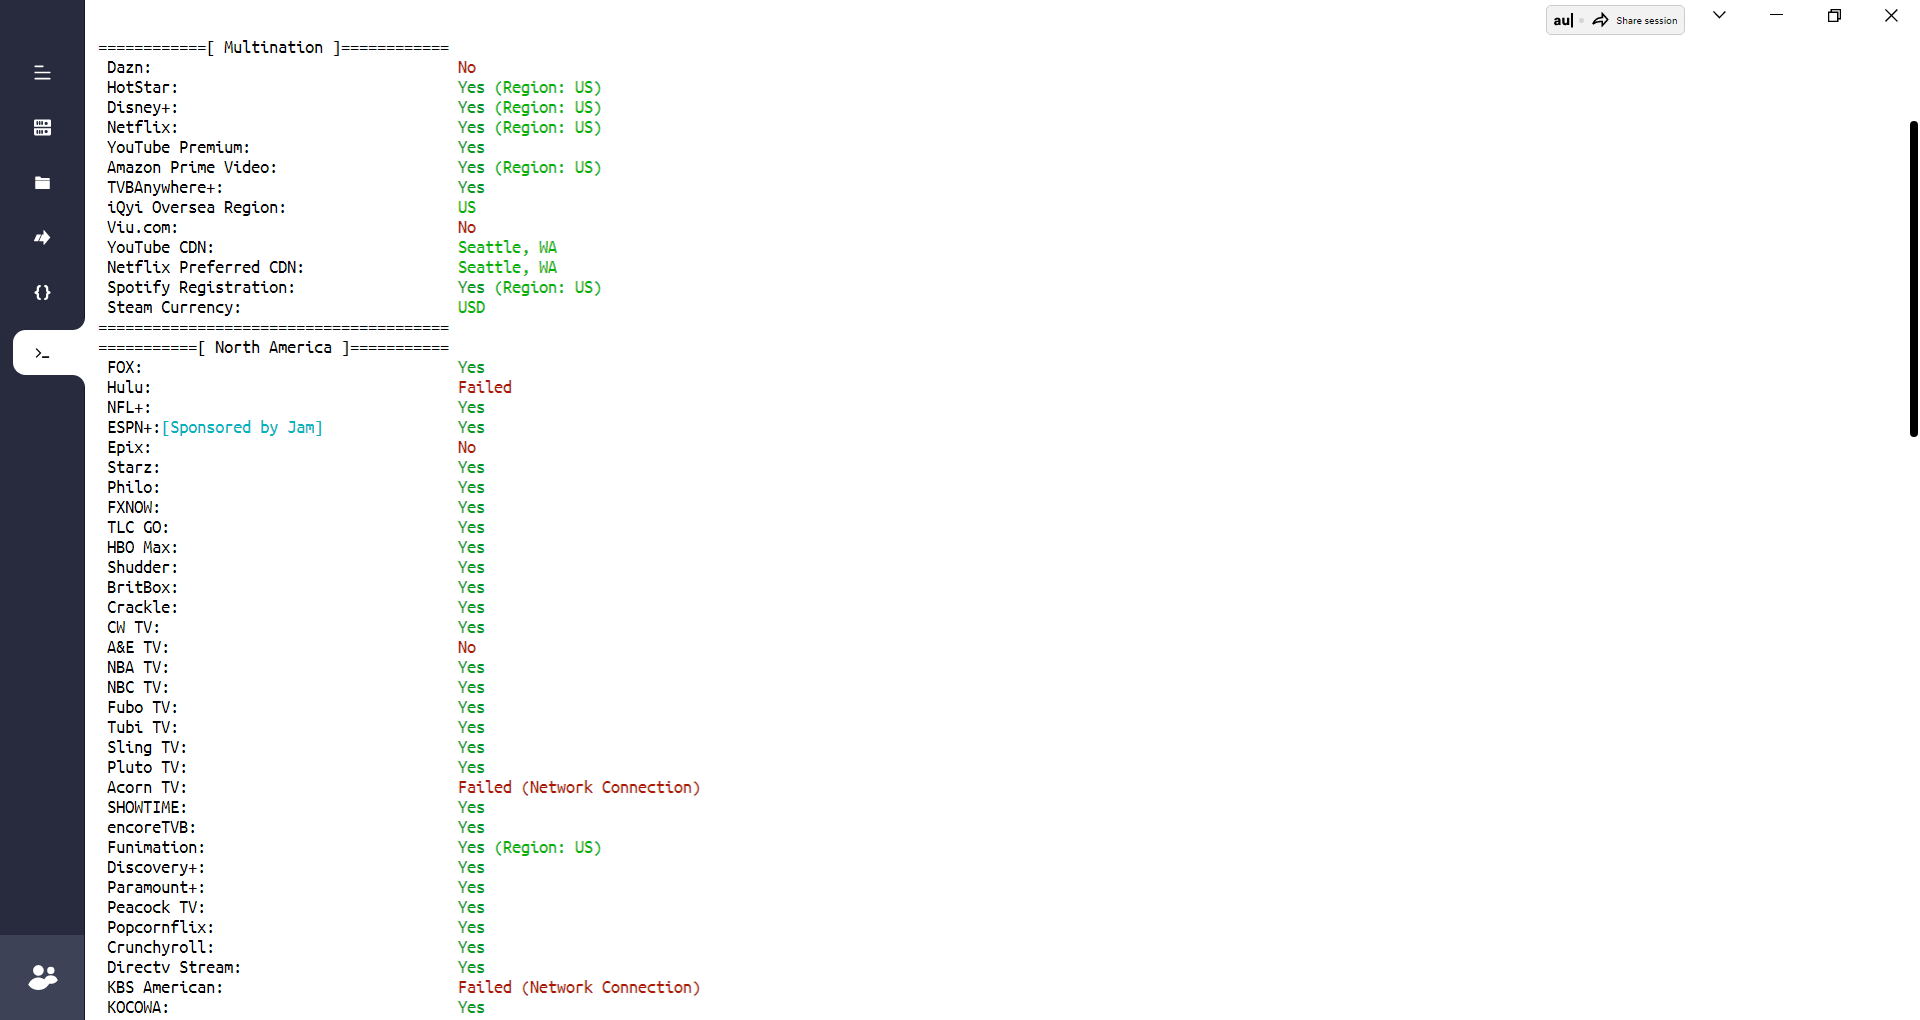 au| Share session
============[ Multination ]============
Dazn: No
HotStar: Yes (Region: US)
Disney+: Yes (Region: US)
Netflix: Yes (Region: US)
YouTube Premium: Yes
Amazon Prime Video: Yes (Region: US)
TVBAnywhere+: Yes
iQyi Oversea Region: US
Viu.com: No
YouTube CDN: Seattle, WA
Netflix Preferred CDN: Seattle, WA
Spotify Registration: Yes (Region: US)
Steam Currency: USD
=======================================
===========[ North America ]===========
FOX: Yes
Hulu: Failed
NFL+: Yes
ESPN+:[Sponsored by Jam] Yes
Epix: No
Starz: Yes
Philo: Yes
FXNOW: Yes
TLC GO: Yes
HBO Max: Yes
Shudder: Yes
BritBox: Yes
Crackle: Yes
CW TV: Yes
A&E TV: No
NBA TV: Yes
NBC TV: Yes
Fubo TV: Yes
Tubi TV: Yes
Sling TV: Yes
Pluto TV: Yes
Acorn TV: Failed (Network Connection)
SHOWTIME: Yes
encoreTVB: Yes
Funimation: Yes (Region: US)
Discovery+: Yes
Paramount+: Yes
Peacock TV: Yes
Popcornflix: Yes
Crunchyroll: Yes
Directv Stream: Yes
KBS American: Failed (Network Connection)
KOCOWA: Yes